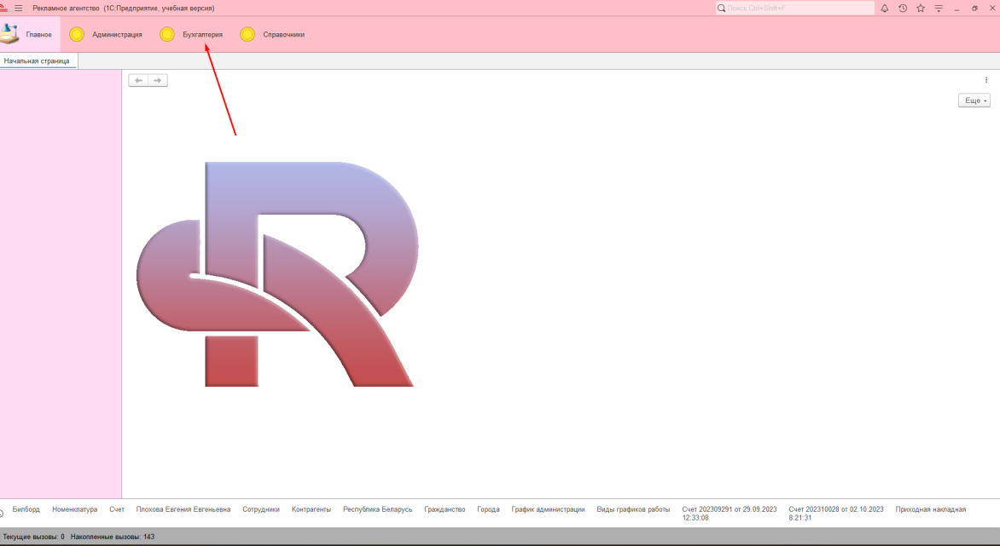 Рекламное агентство (1С:Предприятие, учебная версия)
Поиск Ctrl+Shift+F
Главное
Администрация
Бухгалтерия
Справочники
Начальная страница
Еще
Билборд
Номенклатура
Счет
Плохова Евгения Евгеньевна
Сотрудники
Контрагенты
Республика Беларусь
Гражданство
Города
График администрации
Виды графиков работы
Счет 202309291 от 29.09.2023
12:33:08
Счет 202310028 от 02.10.2023
8:21:31
Приходная накладная
Текущие вызовы: 0 Накопленные вызовы: 143